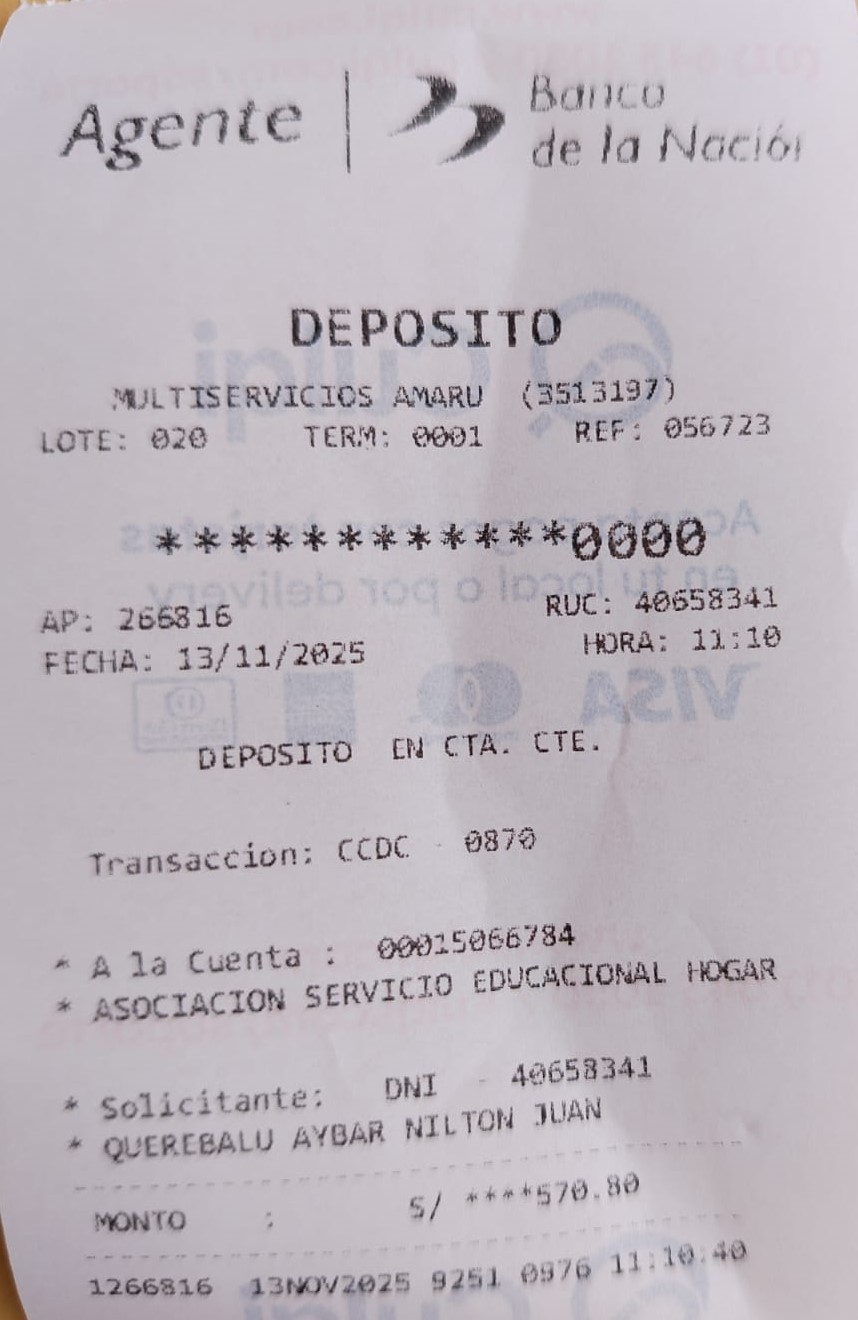 Agente | Banco
de la Nación
DEPOSITO
MULTISERVICIOS AMARU (3513197)
LOTE: 020 TERM: 0001 REF: 056723
************0000
AP: 266816 RUC: 40658341
FECHA: 13/11/2025 HORA: 11:10
DEPOSITO EN CTA. CTE.
Transaccion: CCDC - 0870
* A la Cuenta : 00015066784
* ASOCIACION SERVICIO EDUCACIONAL HOGAR
* Solicitante: DNI - 40658341
* QUEREBALU AYBAR NILTON JUAN
MONTO : S/ ****570.80
1266816 13NOV2025 9251 0976 11:10:40